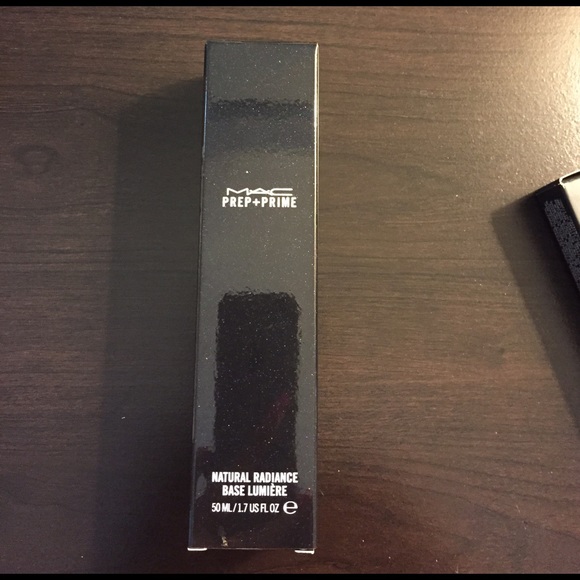 MAC
PREP+PRIME
NATURAL RADIANCE
BASE LUMIÈRE
50 ML / 1.7 US FL OZ ℮